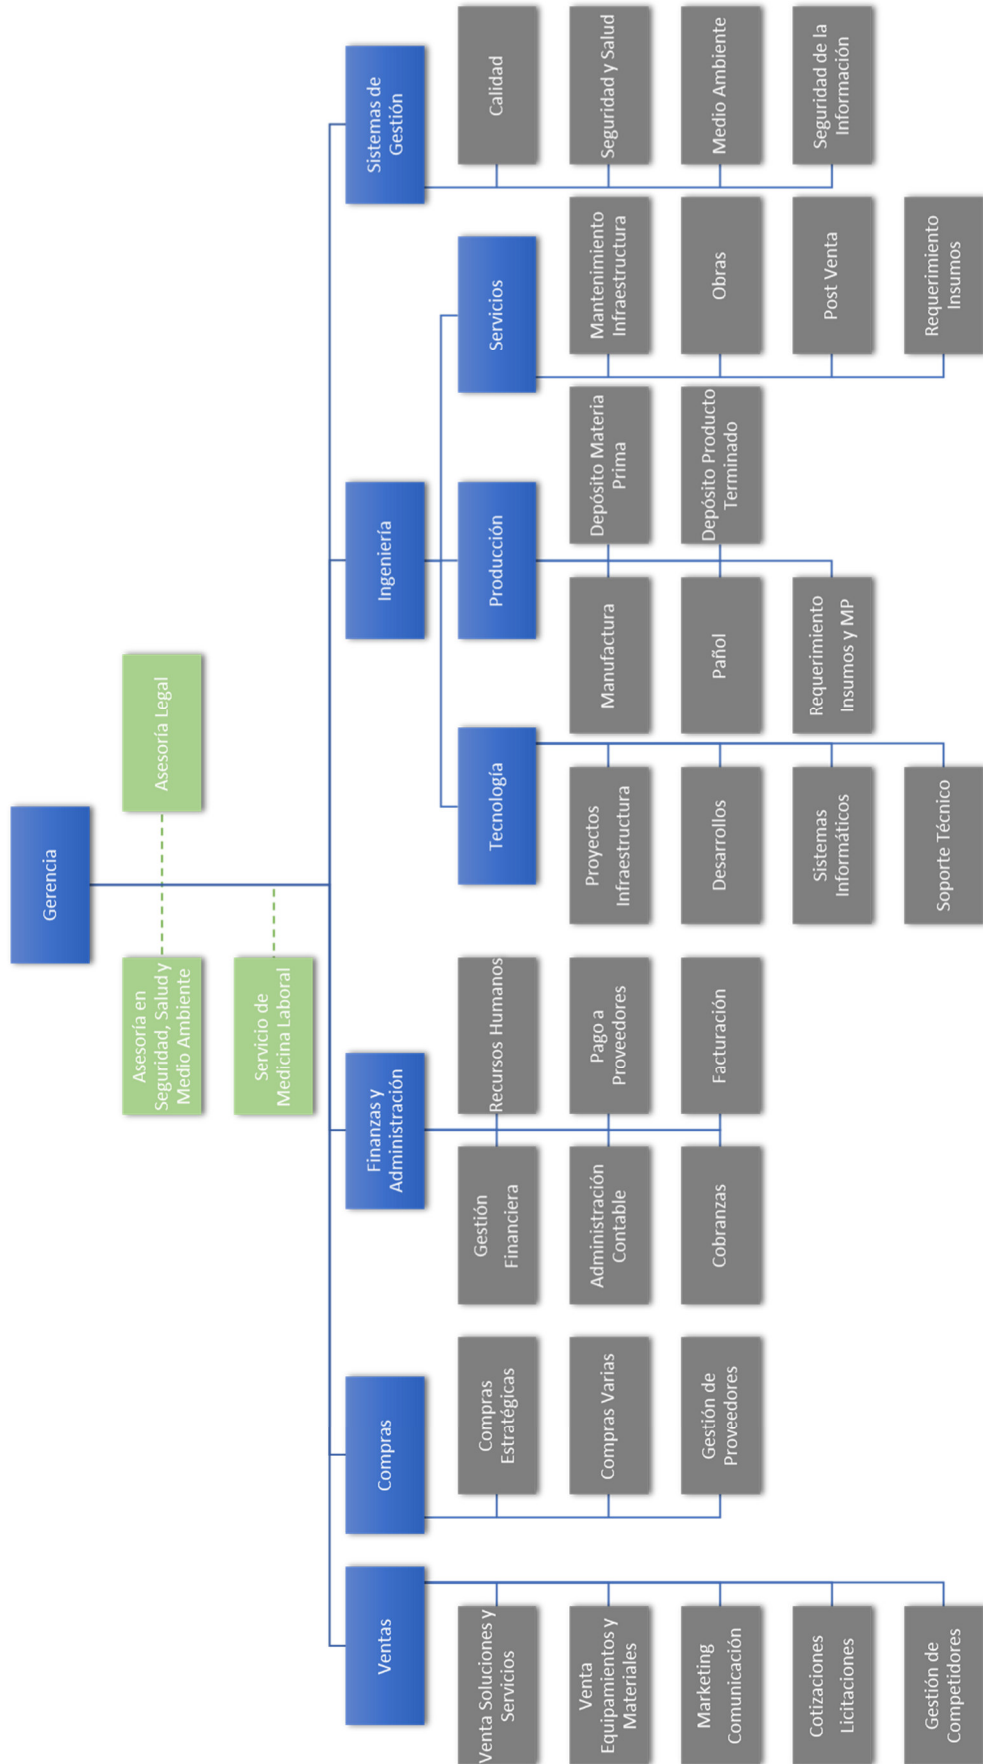 Gerencia
Asesoría en
Seguridad, Salud y
Medio Ambiente
Asesoría Legal
Servicio de
Medicina Laboral
Ventas
Venta Soluciones y
Servicios
Venta
Equipamientos y
Materiales
Marketing
Comunicación
Cotizaciones
Licitaciones
Gestión de
Competidores
Compras
Compras
Estratégicas
Compras Varias
Gestión de
Proveedores
Finanzas y
Administración
Gestión
Financiera
Recursos Humanos
Administración
Contable
Pago a
Proveedores
Cobranzas
Facturación
Ingeniería
Tecnología
Proyectos
Infraestructura
Desarrollos
Sistemas
Informáticos
Soporte Técnico
Producción
Manufactura
Depósito Materia
Prima
Pañol
Depósito Producto
Terminado
Requerimiento
Insumos y MP
Servicios
Mantenimiento
Infraestructura
Obras
Post Venta
Requerimiento
Insumos
Sistemas de
Gestión
Calidad
Seguridad y Salud
Medio Ambiente
Seguridad de la
Información